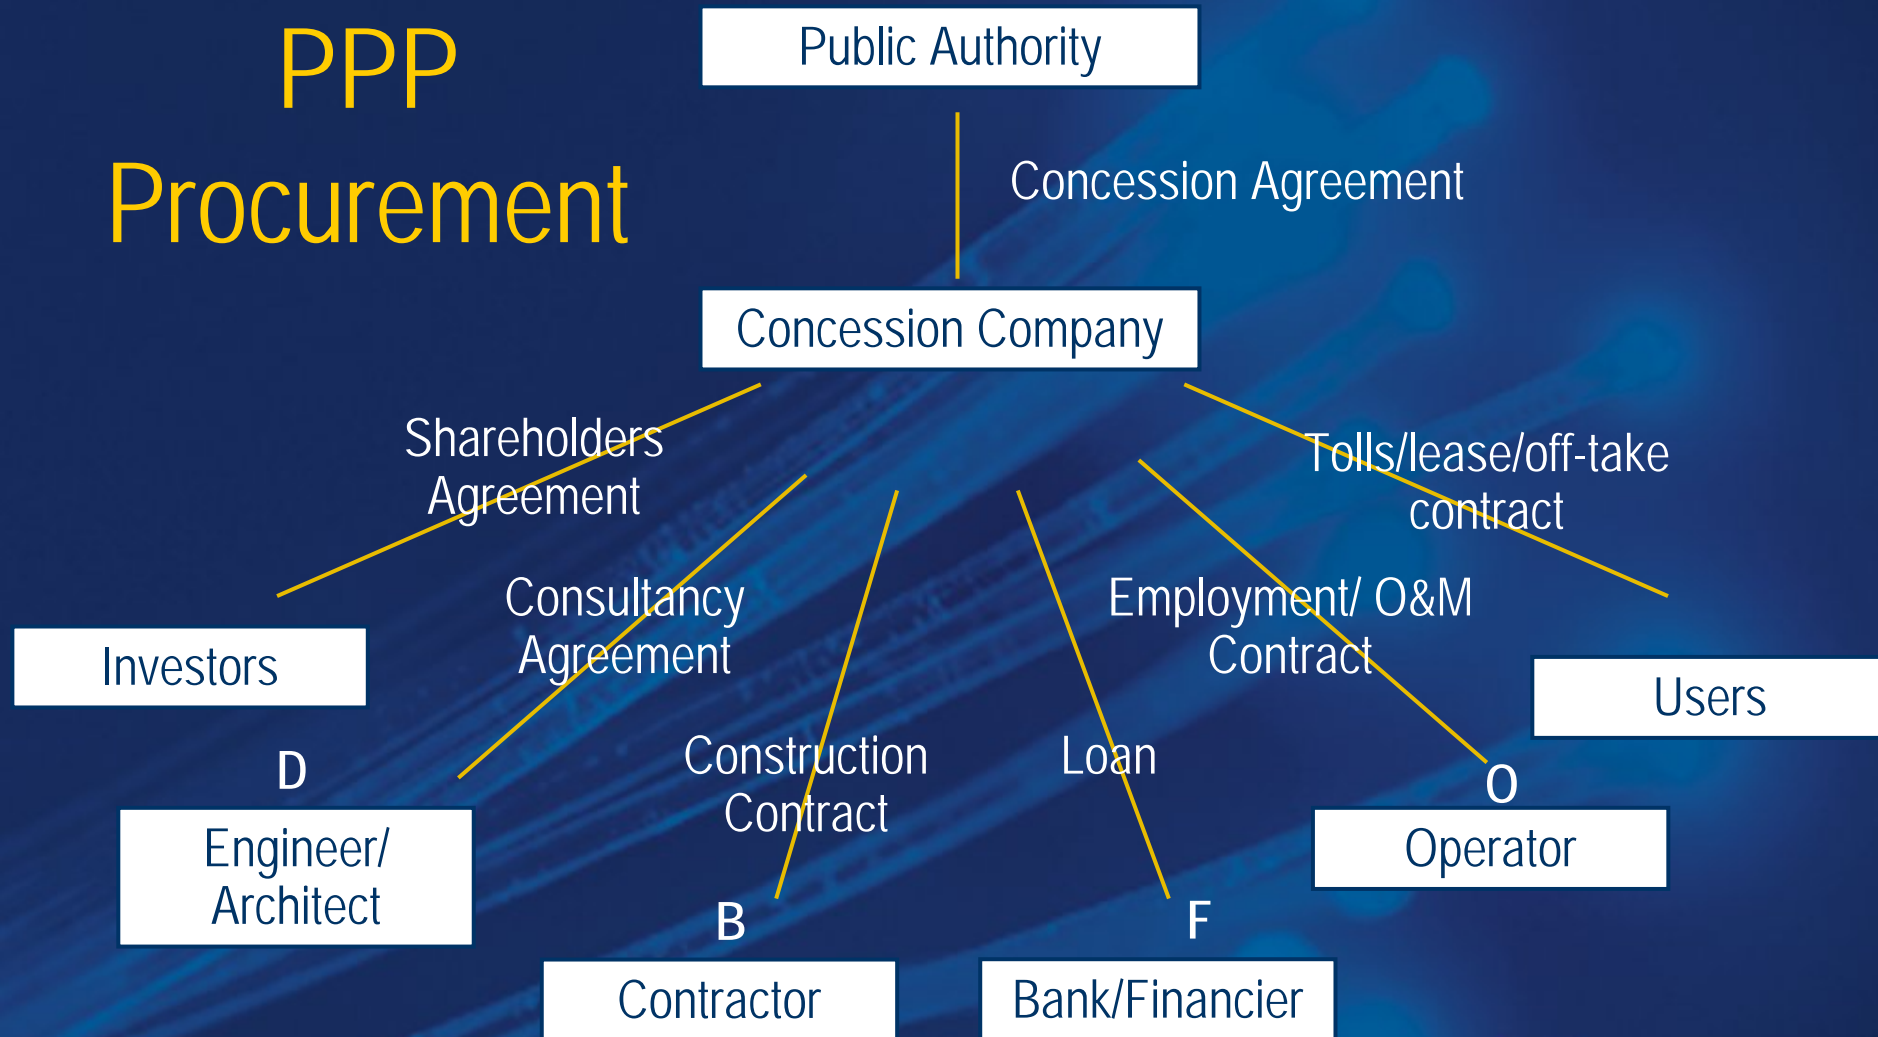 PPP
Procurement
Public Authority
Concession Agreement
Concession Company
Shareholders
Agreement
Tolls/lease/off-take
contract
Consultancy
Agreement
Employment/ O&M
Contract
Investors
Users
Construction
Contract
Loan
D
Engineer/
Architect
O
Operator
B
Contractor
F
Bank/Financier